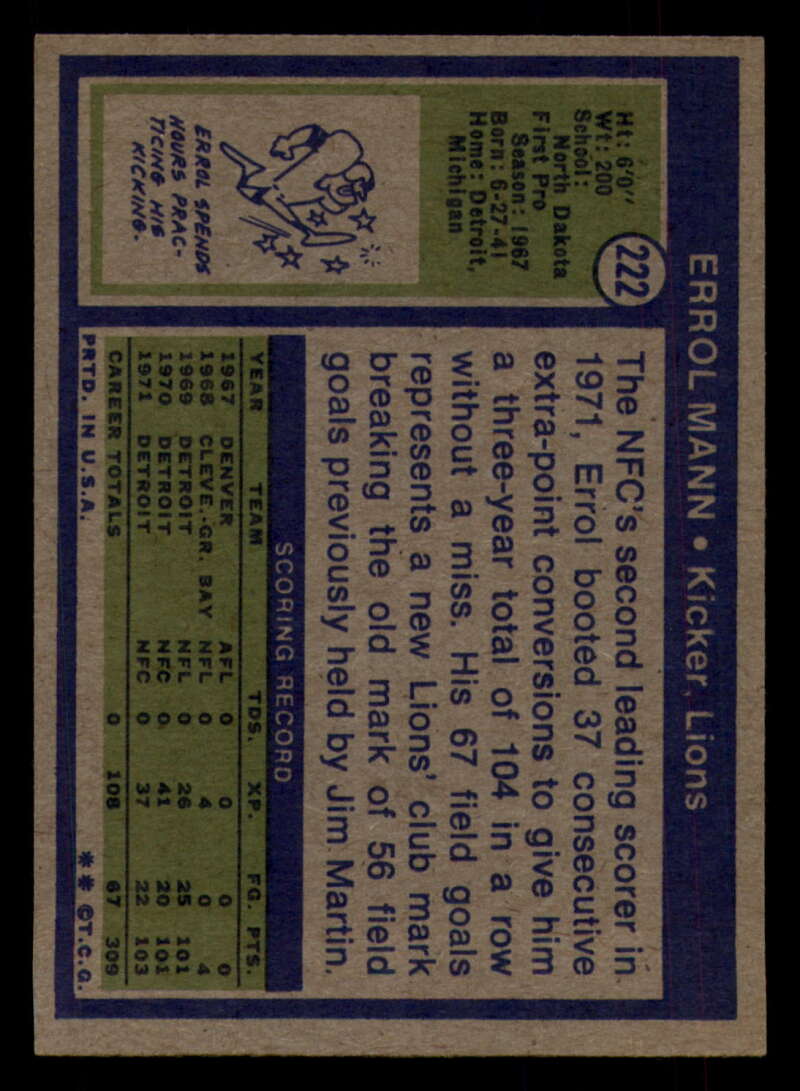 ERROL MANN • Kicker, Lions
222
Ht: 6'0"
Wt: 200
School:
North Dakota
First Pro
Season: 1967
Born: 6-27-41
Home: Detroit,
Michigan
ERROL SPENDS
HOURS PRAC-
TICING HIS
KICKING.
The NFC's second leading scorer in
1971, Errol booted 37 consecutive
extra-point conversions to give him
a three-year total of 104 in a row
without a miss. His 67 field goals
represents a new Lions' club mark
breaking the old mark of 56 field
goals previously held by Jim Martin.
SCORING RECORD
YEAR TEAM TDS. XP. FG. PTS.
1967 DENVER AFL 0 0 0 0
1968 CLEVE.-GR. BAY NFL 0 4 0 4
1969 DETROIT NFL 0 26 25 101
1970 DETROIT NFC 0 41 20 101
1971 DETROIT NFC 0 37 22 103
CAREER TOTALS 0 108 67 309
PRTD. IN U.S.A. ** ©T.C.G.